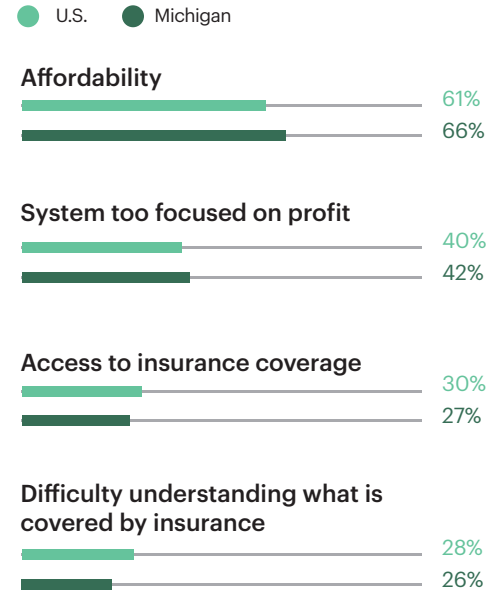 U.S. Michigan
Affordability
61%
66%
System too focused on profit
40%
42%
Access to insurance coverage
30%
27%
Difficulty understanding what is
covered by insurance
28%
26%